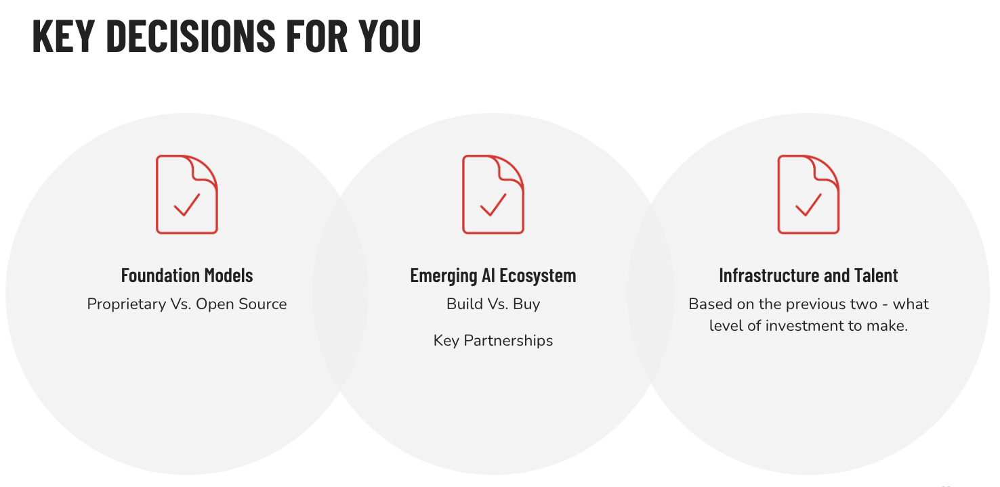 KEY DECISIONS FOR YOU
Foundation Models
Proprietary Vs. Open Source
Emerging AI Ecosystem
Build Vs. Buy
Key Partnerships
Infrastructure and Talent
Based on the previous two - what
level of investment to make.